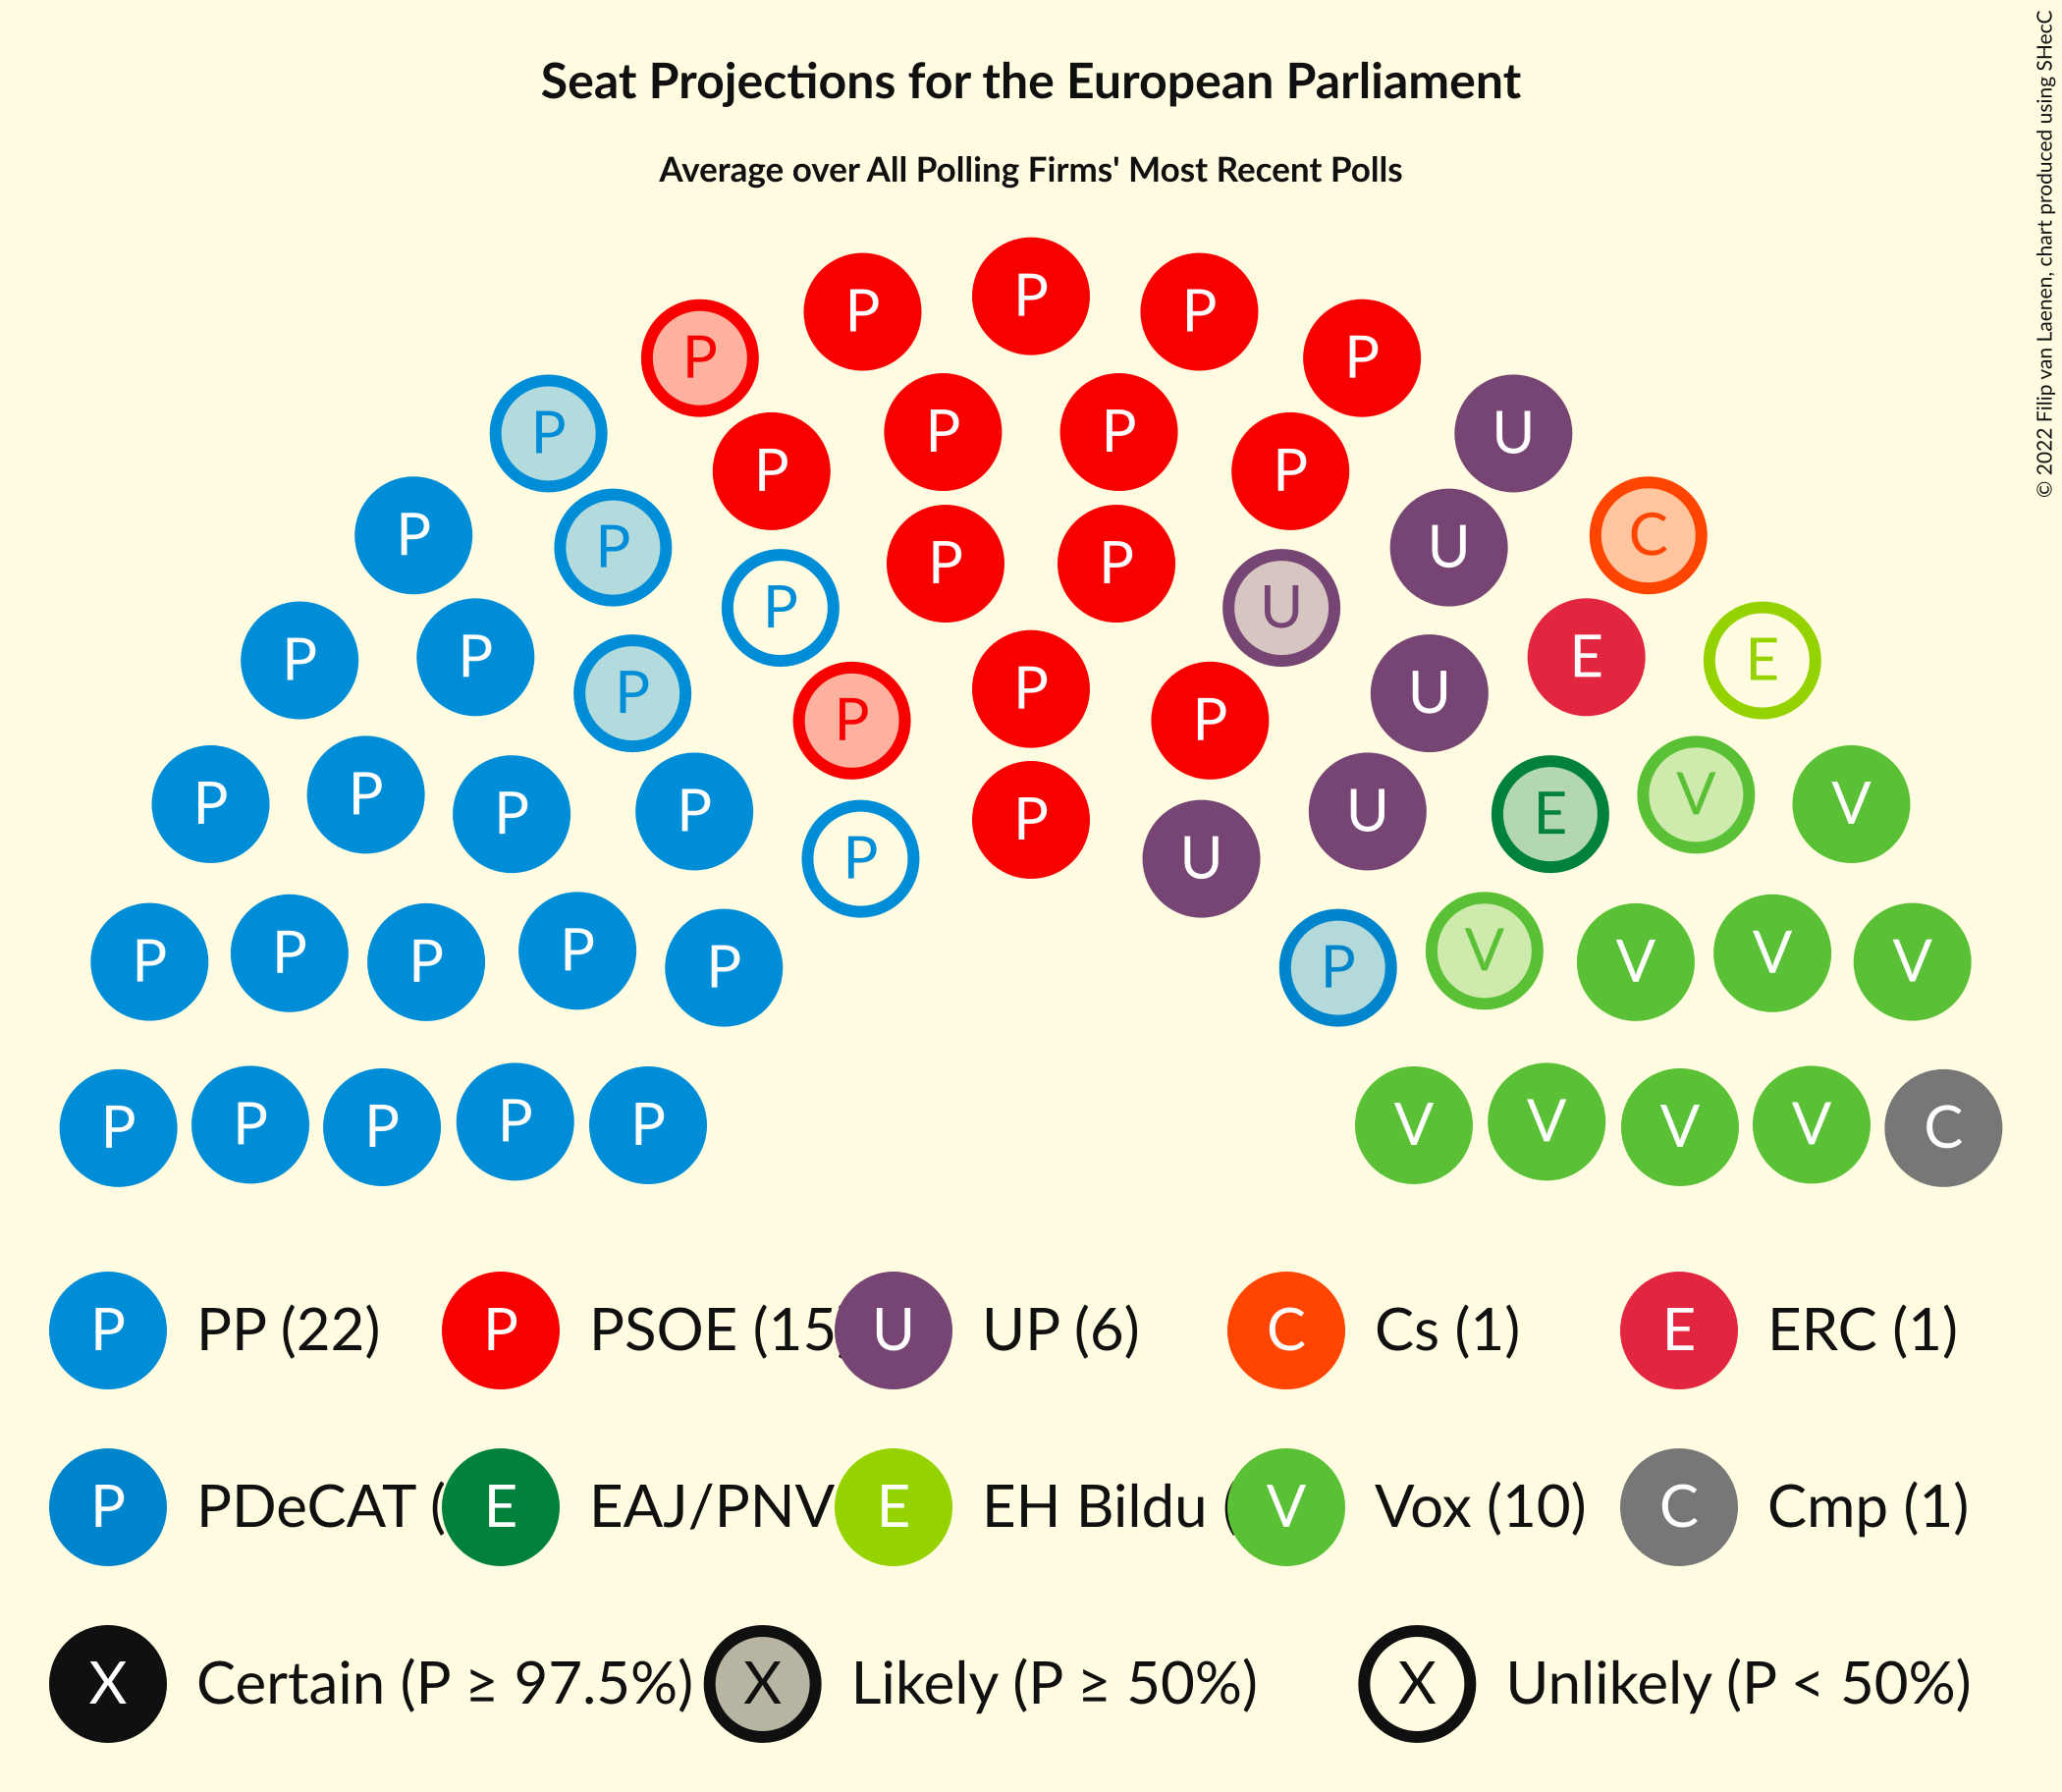 Seat Projections for the European Parliament
Average over All Polling Firms' Most Recent Polls
© 2022 Filip van Laenen, chart produced using SHecC
P
P P
P P
P P P U
P P
P C
P U
P P
P U
P P E E
P P U
P P
P P P P P U E V V
P U
P P P P P P V V V V
P P P P P V V V V C
P PP (22) P PSOE (15 U UP (6) C Cs (1) E ERC (1)
P PDeCAT ( E EAJ/PNV E EH Bildu ( V Vox (10) C Cmp (1)
X Certain (P ≥ 97.5%) X Likely (P ≥ 50%) X Unlikely (P < 50%)